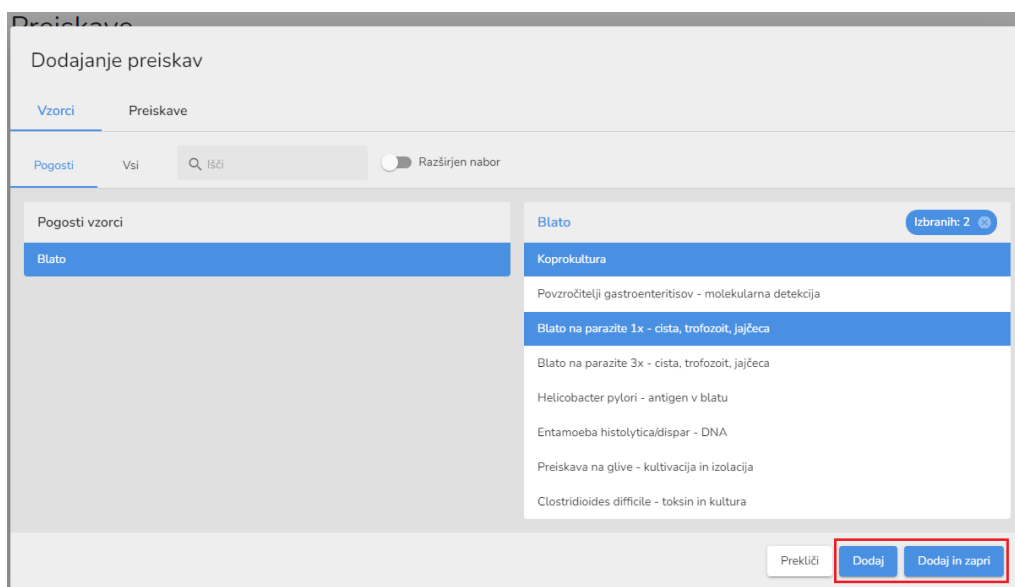 Preiskave
Dodajanje preiskav
Vzorci Preiskave
Pogosti Vsi Išči Razširjen nabor
Pogosti vzorci
Blato
Blato Izbranih: 2
Koprokultura
Povzročitelji gastroenteritisov - molekularna detekcija
Blato na parazite 1x - cista, trofozoit, jajčeca
Blato na parazite 3x - cista, trofozoit, jajčeca
Helicobacter pylori - antigen v blatu
Entamoeba histolytica/dispar - DNA
Preiskava na glive - kultivacija in izolacija
Clostridioides difficile - toksin in kultura
Prekliči Dodaj Dodaj in zapri